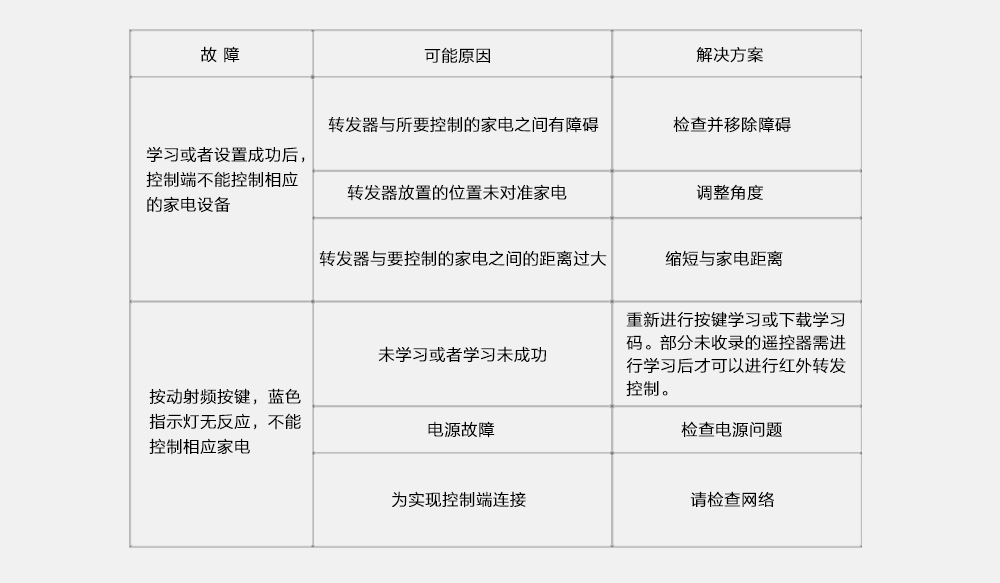 故 障
可能原因
解决方案
学习或者设置成功后,
控制端不能控制相应
的家电设备
转发器与所要控制的家电之间有障碍
检查并移除障碍
转发器放置的位置未对准家电
调整角度
转发器与要控制的家电之间的距离过大
缩短与家电距离
按动射频按键，蓝色
指示灯无反应，不能
控制相应家电
未学习或者学习未成功
重新进行按键学习或下载学习
码。部分未收录的遥控器需进
行学习后才可以进行红外转发
控制。
电源故障
检查电源问题
为实现控制端连接
请检查网络